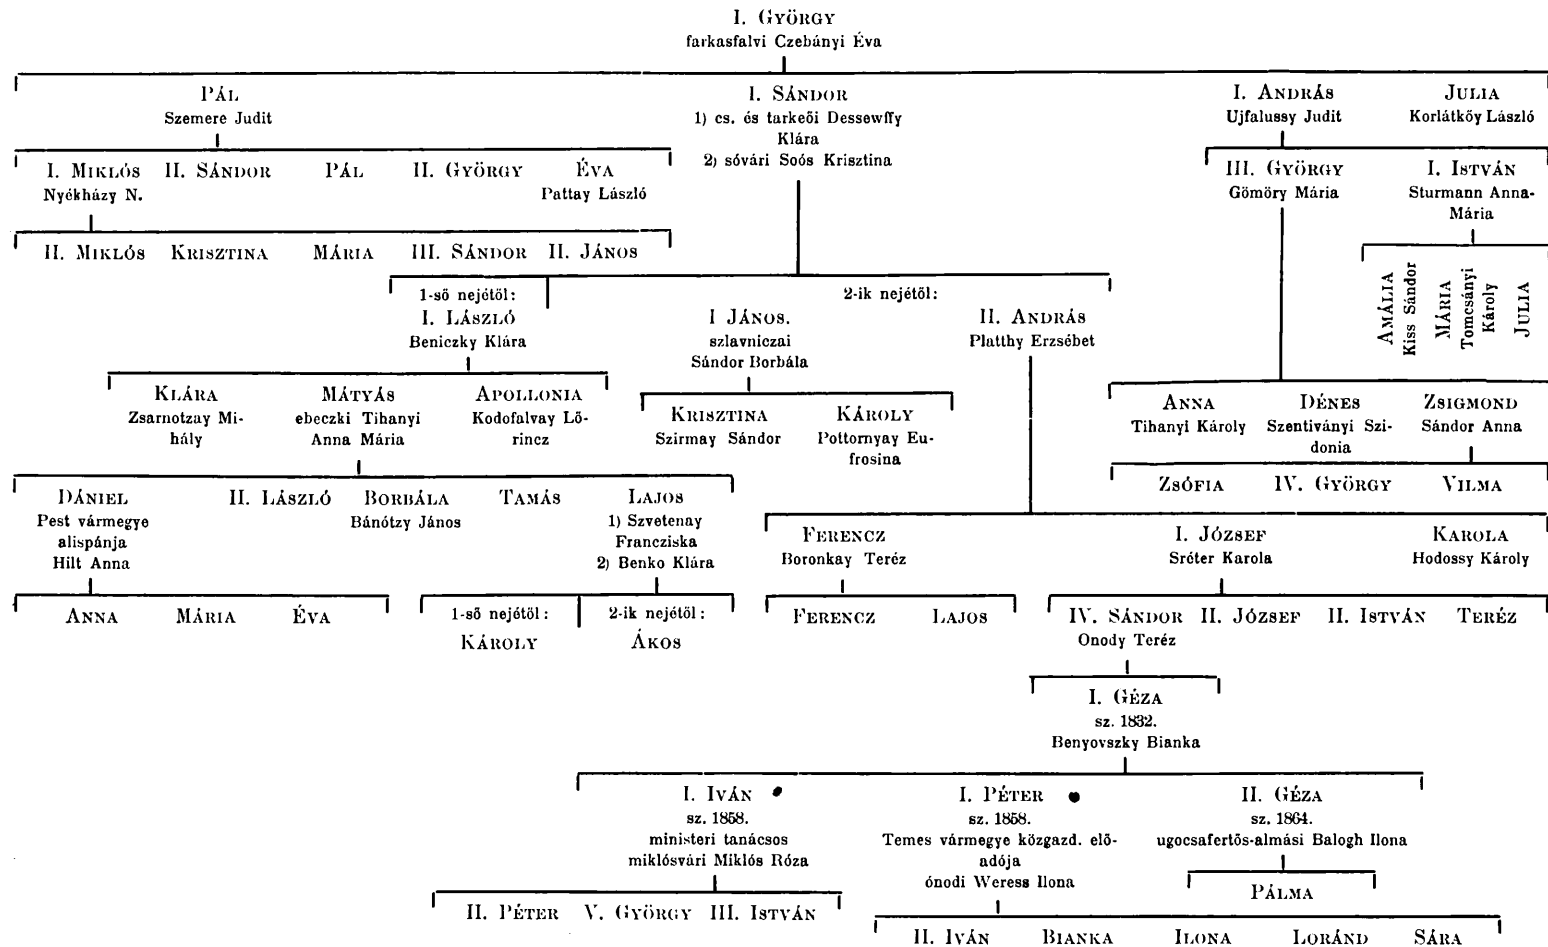 I. GYÖRGY
farkasfalvi Czebányi Éva
PÁL
Szemere Judit
I. SÁNDOR
1) cs. és tarkeői Dessewffy
Klára
2) sóvári Soós Krisztina
I. ANDRÁS
Ujfalussy Judit
JULIA
Korlátkőy László
I. MIKLÓS
Nyékházy N.
II. SÁNDOR
PÁL
II. GYÖRGY
ÉVA
Pattay László
III. GYÖRGY
Gömöry Mária
I. ISTVÁN
Sturmann Anna-
Mária
II. MIKLÓS
KRISZTINA
MÁRIA
III. SÁNDOR
II. JÁNOS
AMÁLIA
Kiss Sándor
MÁRIA
Tomcsányi
Károly
JULIA
1-ső nejétől:
I. LÁSZLÓ
Beniczky Klára
2-ik nejétől:
I JÁNOS.
szlavniczai
Sándor Borbála
II. ANDRÁS
Platthy Erzsébet
KLÁRA
Zsarnotzay Mi-
hály
MÁTYÁS
ebeczki Tihanyi
Anna Mária
APOLLONIA
Kodofalvay Lő-
rincz
KRISZTINA
Szirmay Sándor
KÁROLY
Pottornyay Eu-
frosina
ANNA
Tihanyi Károly
DÉNES
Szentiványi Szi-
donia
ZSIGMOND
Sándor Anna
ZSÓFIA
IV. GYÖRGY
VILMA
DÁNIEL
Pest vármegye
alispánja
Hilt Anna
II. LÁSZLÓ
BORBÁLA
Bánótzy János
TAMÁS
LAJOS
1) Szvetenay
Francziska
2) Benko Klára
FERENCZ
Boronkay Teréz
I. JÓZSEF
Sréter Karola
KAROLA
Hodossy Károly
ANNA
MÁRIA
ÉVA
1-ső nejétől:
KÁROLY
2-ik nejétől:
ÁKOS
FERENCZ
LAJOS
IV. SÁNDOR
Onody Teréz
II. JÓZSEF
II. ISTVÁN
TERÉZ
I. GÉZA
sz. 1832.
Benyovszky Bianka
I. IVÁN
sz. 1858.
ministeri tanácsos
miklósvári Miklós Róza
I. PÉTER
sz. 1858.
Temes vármegye közgazd. elő-
adója
ónodi Weress Ilona
II. GÉZA
sz. 1864.
ugocsafertős-almási Balogh Ilona
PÁLMA
II. PÉTER
V. GYÖRGY
III. ISTVÁN
II. IVÁN
BIANKA
ILONA
LORÁND
SÁRA